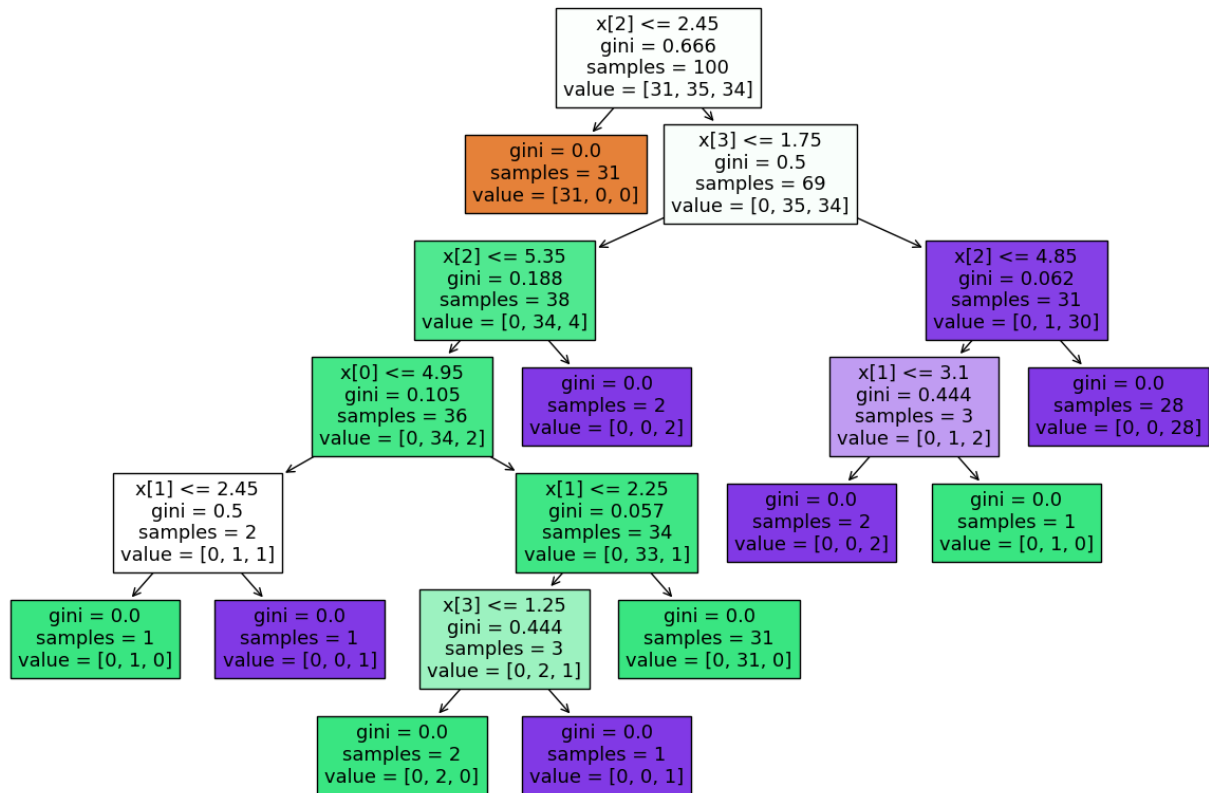 x[2] <= 2.45
gini = 0.666
samples = 100
value = [31, 35, 34]
gini = 0.0
samples = 31
value = [31, 0, 0]
x[3] <= 1.75
gini = 0.5
samples = 69
value = [0, 35, 34]
x[2] <= 5.35
gini = 0.188
samples = 38
value = [0, 34, 4]
x[2] <= 4.85
gini = 0.062
samples = 31
value = [0, 1, 30]
x[0] <= 4.95
gini = 0.105
samples = 36
value = [0, 34, 2]
gini = 0.0
samples = 2
value = [0, 0, 2]
x[1] <= 3.1
gini = 0.444
samples = 3
value = [0, 1, 2]
gini = 0.0
samples = 28
value = [0, 0, 28]
x[1] <= 2.45
gini = 0.5
samples = 2
value = [0, 1, 1]
x[1] <= 2.25
gini = 0.057
samples = 34
value = [0, 33, 1]
gini = 0.0
samples = 2
value = [0, 0, 2]
gini = 0.0
samples = 1
value = [0, 1, 0]
gini = 0.0
samples = 1
value = [0, 1, 0]
gini = 0.0
samples = 1
value = [0, 0, 1]
x[3] <= 1.25
gini = 0.444
samples = 3
value = [0, 2, 1]
gini = 0.0
samples = 31
value = [0, 31, 0]
gini = 0.0
samples = 2
value = [0, 2, 0]
gini = 0.0
samples = 1
value = [0, 0, 1]